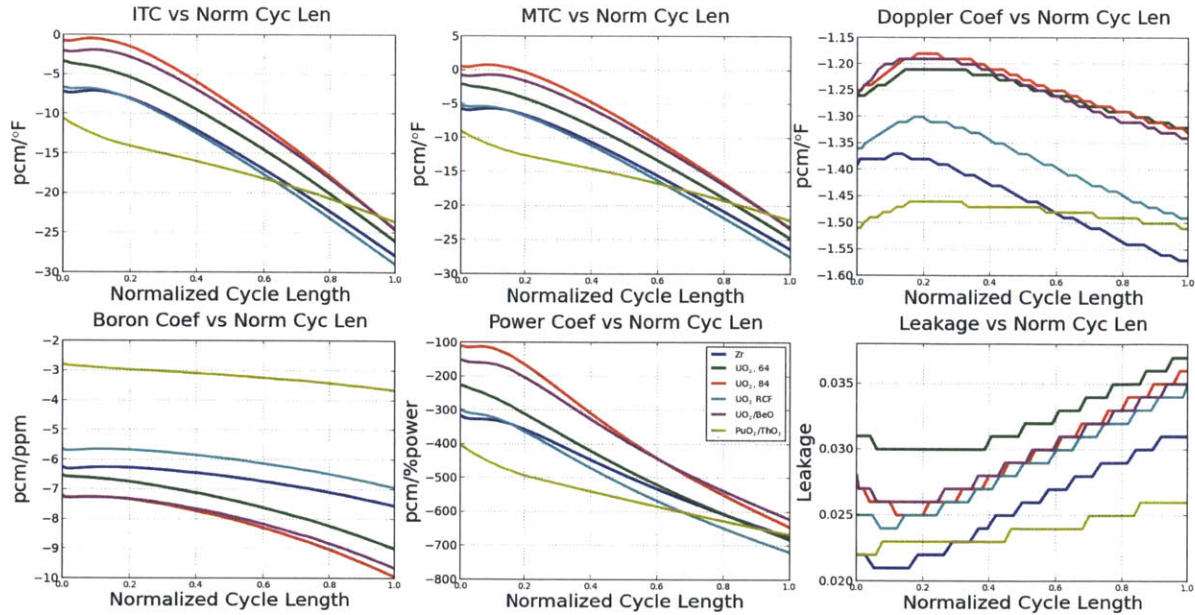 ITC vs Norm Cyc Len
pcm/°F
0
−5
−10
−15
−20
−25
−30
0.0 0.2 0.4 0.6 0.8 1.0
Normalized Cycle Length
MTC vs Norm Cyc Len
pcm/°F
5
0
−5
−10
−15
−20
−25
−30
0.0 0.2 0.4 0.6 0.8 1.0
Normalized Cycle Length
Doppler Coef vs Norm Cyc Len
pcm/°F
−1.15
−1.20
−1.25
−1.30
−1.35
−1.40
−1.45
−1.50
−1.55
−1.60
0.0 0.2 0.4 0.6 0.8 1.0
Normalized Cycle Length
Boron Coef vs Norm Cyc Len
pcm/ppm
−2
−3
−4
−5
−6
−7
−8
−9
−10
0.0 0.2 0.4 0.6 0.8 1.0
Normalized Cycle Length
Power Coef vs Norm Cyc Len
pcm/%power
−100
−200
−300
−400
−500
−600
−700
−800
0.0 0.2 0.4 0.6 0.8 1.0
Normalized Cycle Length
Zr
UO₂, 64
UO₂, 84
UO₂ RCF
UO₂/BeO
PuO₂/ThO₂
Leakage vs Norm Cyc Len
Leakage
0.035
0.030
0.025
0.020
0.0 0.2 0.4 0.6 0.8 1.0
Normalized Cycle Length